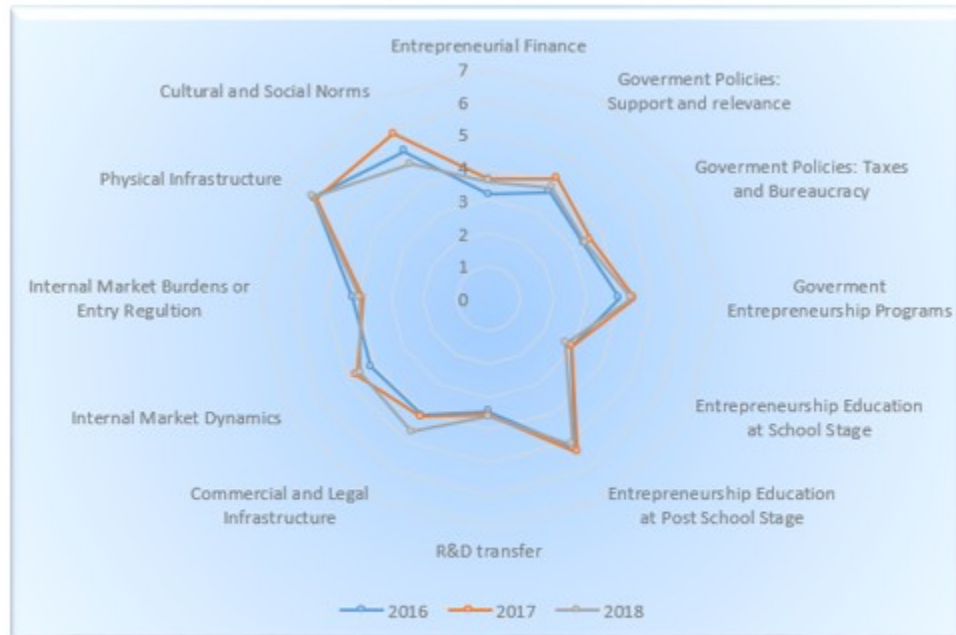 Entrepreneurial Finance
Goverment Policies:
Support and relevance
Goverment Policies: Taxes
and Bureaucracy
Goverment
Entrepreneurship Programs
Entrepreneurship Education
at School Stage
Entrepreneurship Education
at Post School Stage
R&D transfer
Commercial and Legal
Infrastructure
Internal Market Dynamics
Internal Market Burdens or
Entry Regultion
Physical Infrastructure
Cultural and Social Norms
7
6
5
4
3
2
1
0
2016 2017 2018